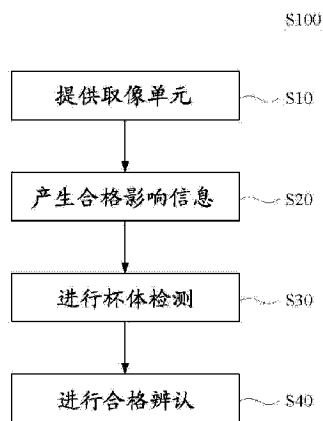 S100
提供取像单元
S10
产生合格影响信息
S20
进行杯体检测
S30
进行合格辨认
S40